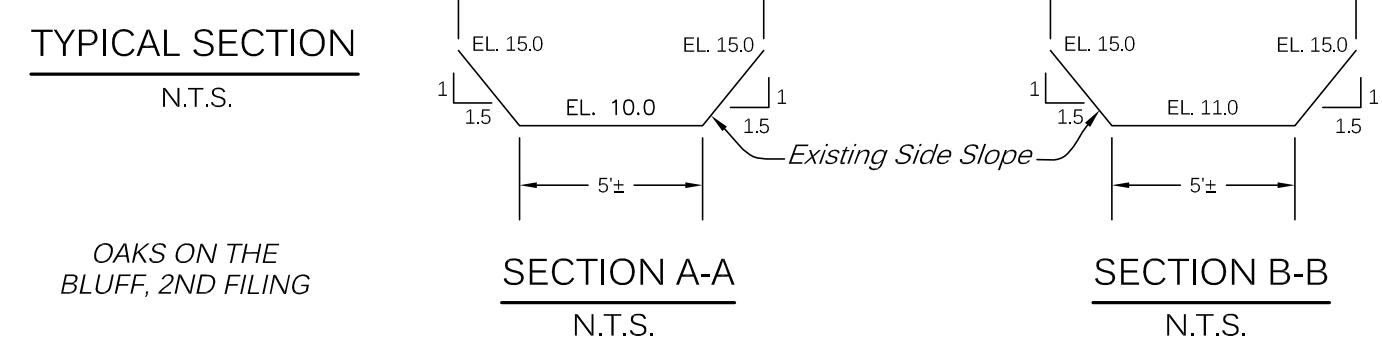 TYPICAL SECTION
N.T.S.
OAKS ON THE
BLUFF, 2ND FILING
EL. 15.0
EL. 15.0
1
1.5
EL. 10.0
1
1.5
5'±
Existing Side Slope
SECTION A-A
N.T.S.
EL. 15.0
EL. 15.0
1
1.5
EL. 11.0
1
1.5
5'±
SECTION B-B
N.T.S.